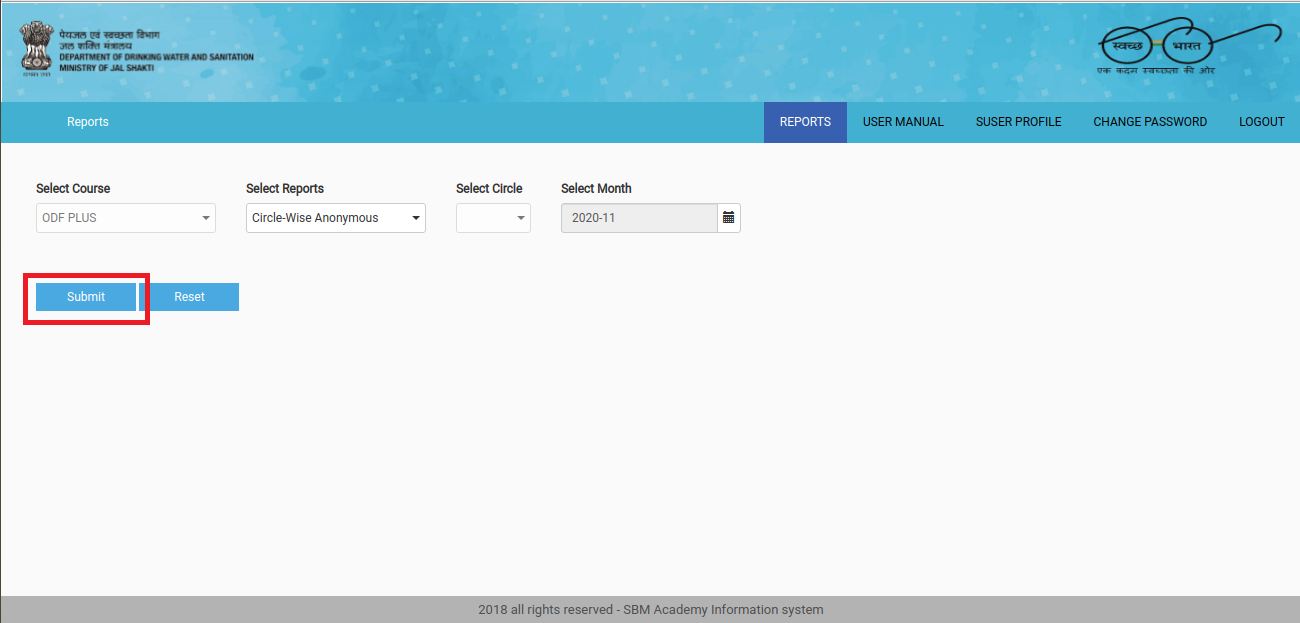 पेयजल एवं स्वच्छता विभाग
जल शक्ति मंत्रालय
DEPARTMENT OF DRINKING WATER AND SANITATION
MINISTRY OF JAL SHAKTI
स्वच्छ भारत
एक कदम स्वच्छता की ओर
Reports REPORTS USER MANUAL SUSER PROFILE CHANGE PASSWORD LOGOUT
Select Course Select Reports Select Circle Select Month
ODF PLUS Circle-Wise Anonymous 2020-11
Submit Reset
2018 all rights reserved - SBM Academy Information system